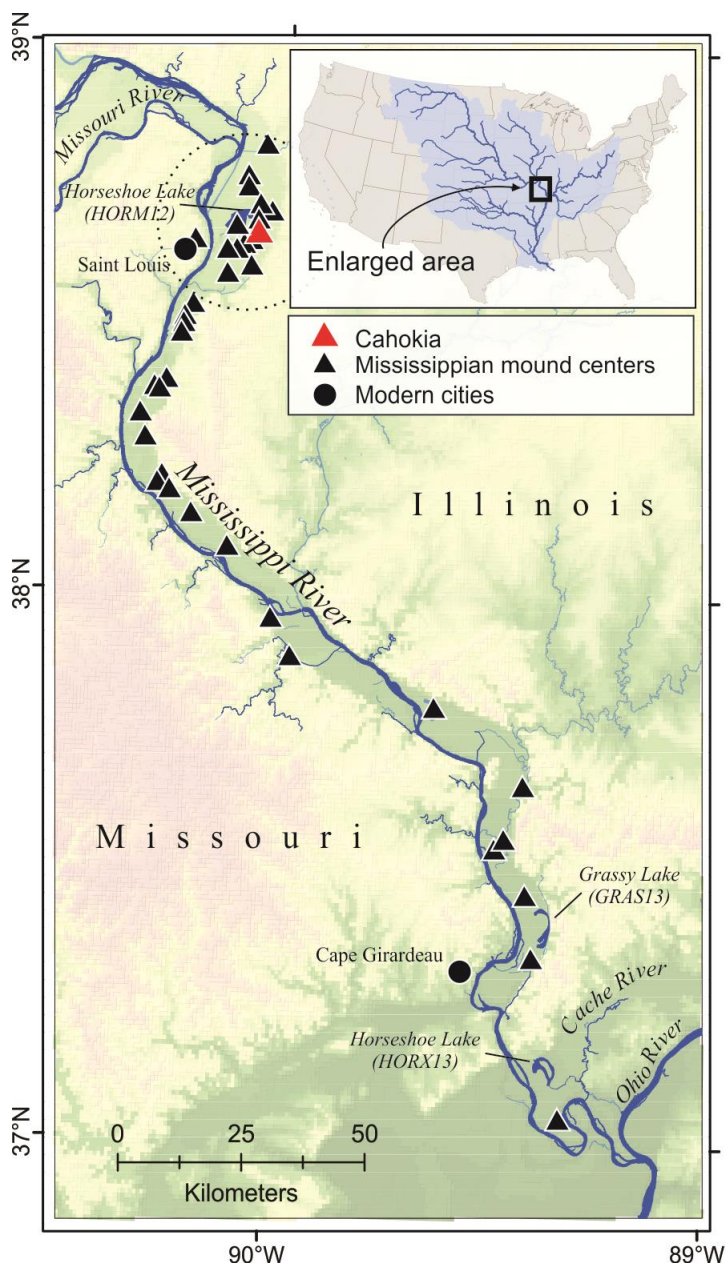 39°N
Missouri River
Horseshoe Lake
(HORM12)
Saint Louis
Enlarged area
Cahokia
Mississippian mound centers
Modern cities
Mississippi River
Illinois
38°N
Missouri
Grassy Lake
(GRAS13)
Cape Girardeau
Cache River
Horseshoe Lake
(HORX13)
Ohio River
37°N
0 25 50
Kilometers
90°W
89°W